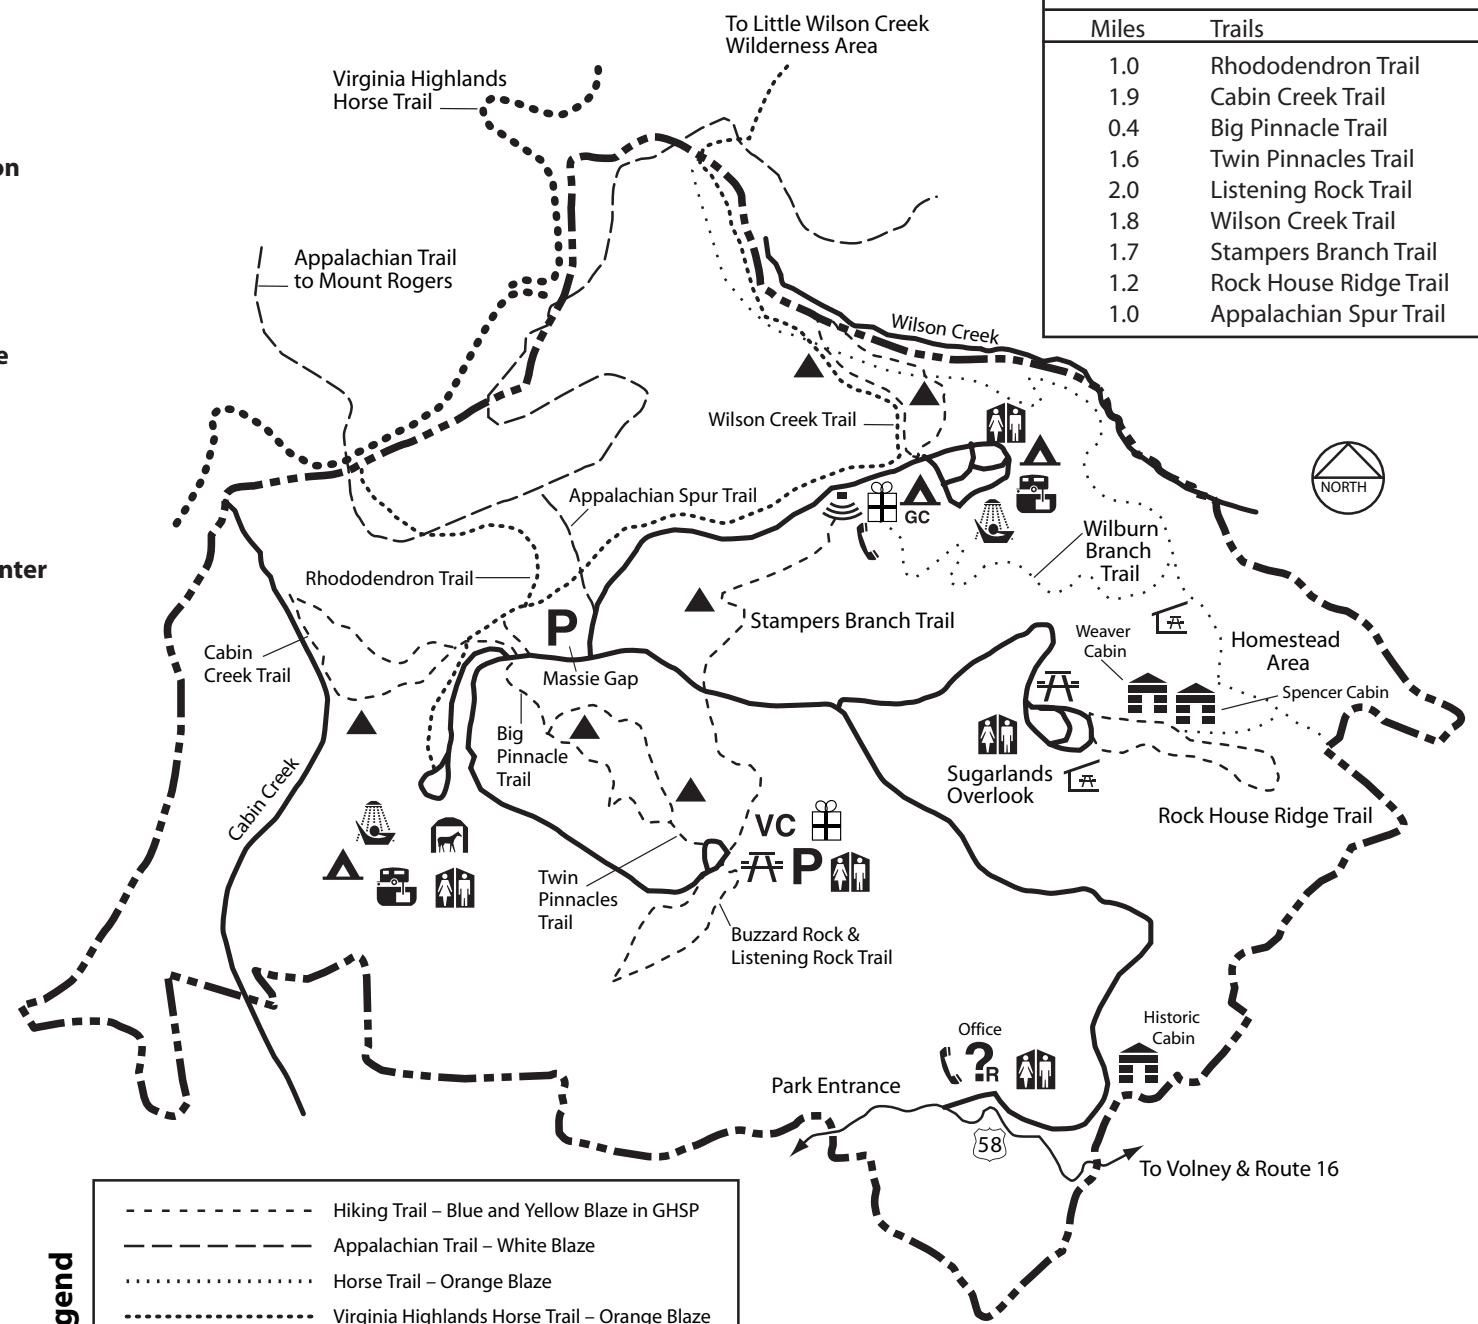 To Little Wilson Creek
Wilderness Area
Virginia Highlands
Horse Trail
on
Appalachian Trail
to Mount Rogers
e
nter
Miles Trails
1.0 Rhododendron Trail
1.9 Cabin Creek Trail
0.4 Big Pinnacle Trail
1.6 Twin Pinnacles Trail
2.0 Listening Rock Trail
1.8 Wilson Creek Trail
1.7 Stampers Branch Trail
1.2 Rock House Ridge Trail
1.0 Appalachian Spur Trail
Wilson Creek
Wilson Creek Trail
NORTH
Appalachian Spur Trail
GC
Wilburn
Branch
Trail
Rhododendron Trail
P
Stampers Branch Trail
Weaver
Cabin
Homestead
Area
Spencer Cabin
Cabin
Creek Trail
Massie Gap
Big
Pinnacle
Trail
Cabin Creek
Sugarlands
Overlook
Rock House Ridge Trail
VC
P
Twin
Pinnacles
Trail
Buzzard Rock &
Listening Rock Trail
Office
?R
Historic
Cabin
Park Entrance
58
To Volney & Route 16
gend
Hiking Trail – Blue and Yellow Blaze in GHSP
Appalachian Trail – White Blaze
Horse Trail – Orange Blaze
Virginia Highlands Horse Trail – Orange Blaze